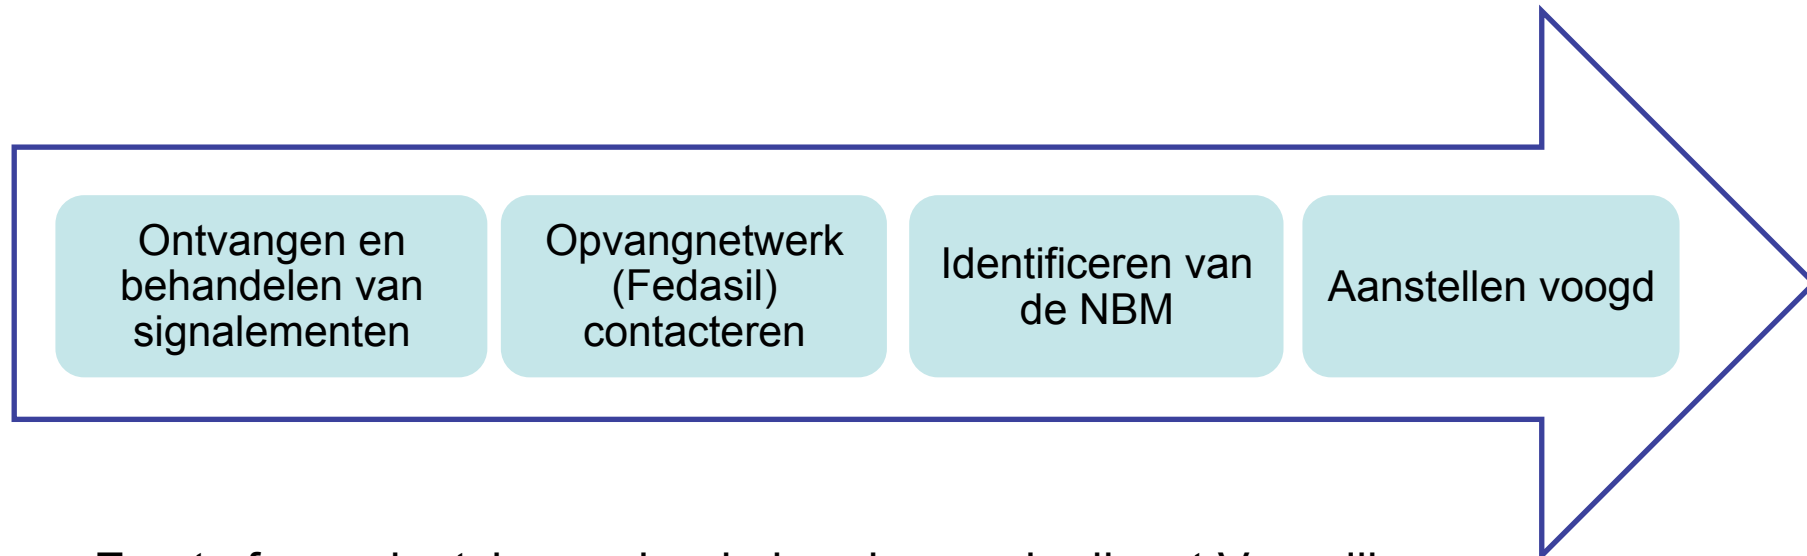 Ontvangen en
behandelen van
signalementen
Opvangnetwerk
(Fedasil)
contacteren
Identificeren van
de NBM
Aanstellen voogd